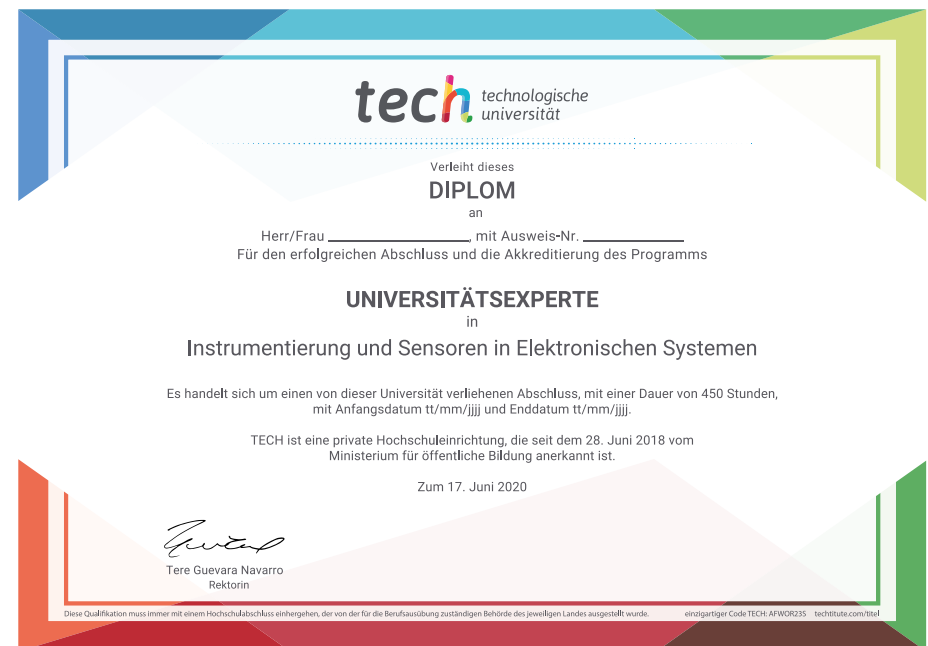 tech technologische
universität
Verleiht dieses
DIPLOM
an
Herr/Frau ____________________, mit Ausweis-Nr. ______________
Für den erfolgreichen Abschluss und die Akkreditierung des Programms
UNIVERSITÄTSEXPERTE
in
Instrumentierung und Sensoren in Elektronischen Systemen
Es handelt sich um einen von dieser Universität verliehenen Abschluss, mit einer Dauer von 450 Stunden,
mit Anfangsdatum tt/mm/jjjj und Enddatum tt/mm/jjjj.
TECH ist eine private Hochschuleinrichtung, die seit dem 28. Juni 2018 vom
Ministerium für öffentliche Bildung anerkannt ist.
Zum 17. Juni 2020
Tere Guevara Navarro
Rektorin
Diese Qualifikation muss immer mit einem Hochschulabschluss einhergehen, der von der für die Berufsausübung zuständigen Behörde des jeweiligen Landes ausgestellt wurde. einzigartiger Code TECH: AFWOR23S techtitute.com/titel